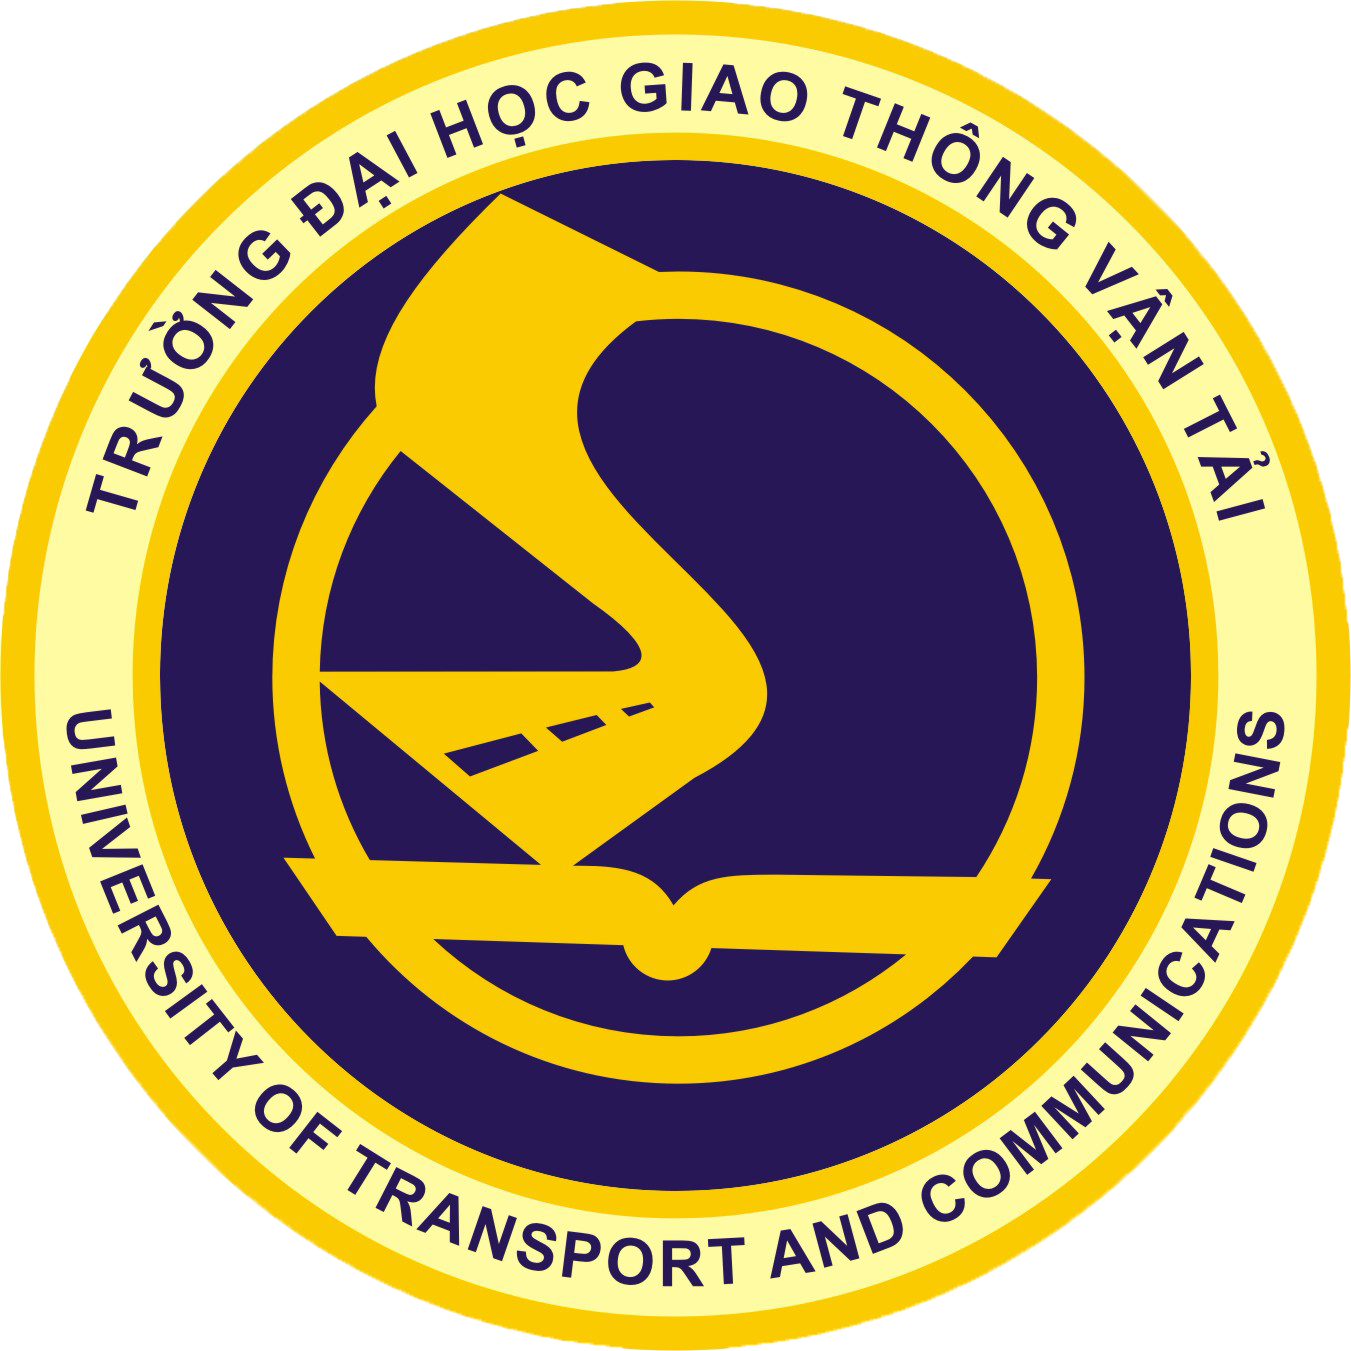 TRƯỜNG ĐẠI HỌC GIAO THÔNG VẬN TẢI
UNIVERSITY OF TRANSPORT AND COMMUNICATIONS